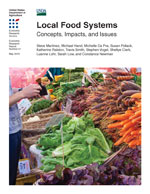 United States
Department of
Agriculture
USDA
Local Food Systems
Concepts, Impacts, and Issues
Economic
Research
Service
Economic
Research
Report
Number 97
May 2010
Steve Martinez, Michael Hand, Michelle Da Pra, Susan Pollack,
Katherine Ralston, Travis Smith, Stephen Vogel, Shellye Clark,
Luanne Lohr, Sarah Low, and Constance Newman